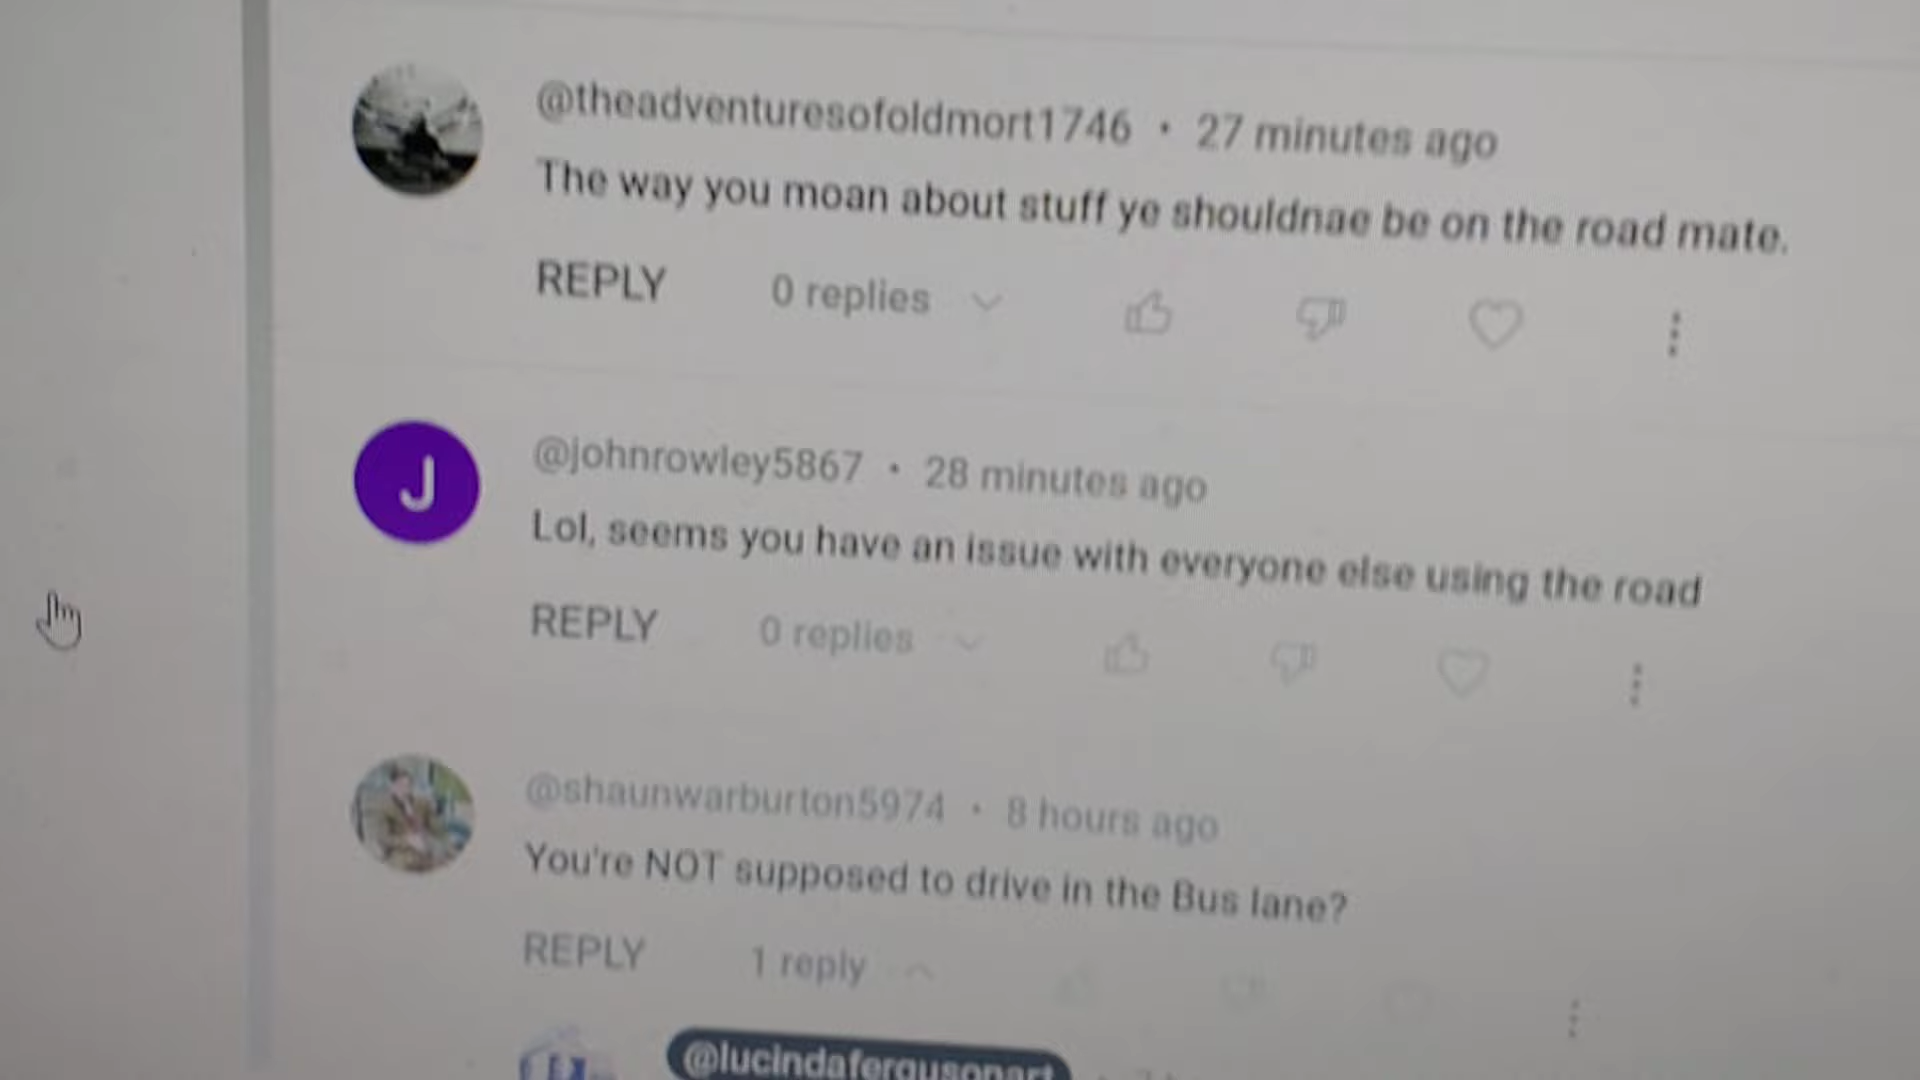 @theadventuresofoldmort1746 • 27 minutes ago
The way you moan about stuff ye shouldnae be on the road mate.
REPLY 0 replies
J
@johnrowley5867 • 28 minutes ago
Lol, seems you have an issue with everyone else using the road
REPLY 0 replies
@shaunwarburton5974 • 8 hours ago
You're NOT supposed to drive in the Bus lane?
REPLY 1 reply
@lucindafergusonart